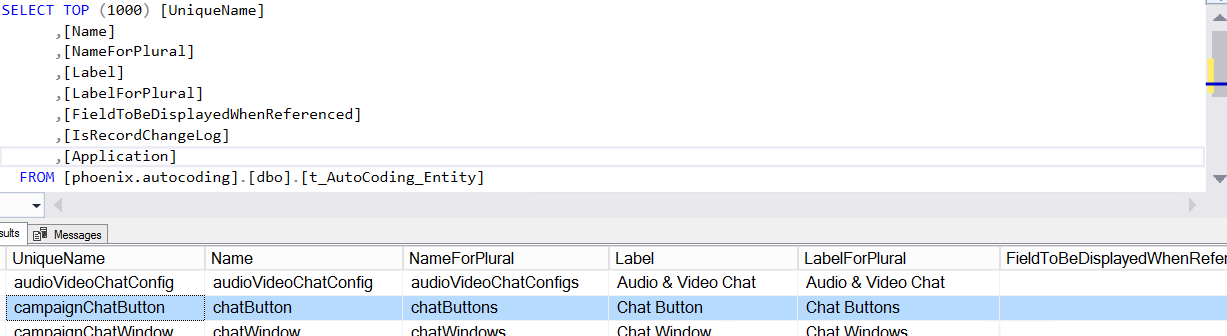 SELECT TOP (1000) [UniqueName]
,[Name]
,[NameForPlural]
,[Label]
,[LabelForPlural]
,[FieldToBeDisplayedWhenReferenced]
,[IsRecordChangeLog]
,[Application]
FROM [phoenix.autocoding].[dbo].[t_AutoCoding_Entity]
sults Messages
UniqueName Name NameForPlural Label LabelForPlural FieldToBeDisplayedWhenRefer
audioVideoChatConfig audioVideoChatConfig audioVideoChatConfigs Audio & Video Chat Audio & Video Chat
campaignChatButton chatButton chatButtons Chat Button Chat Buttons
campaignChatWindow chatWindow chatWindows Chat Window Chat Windows